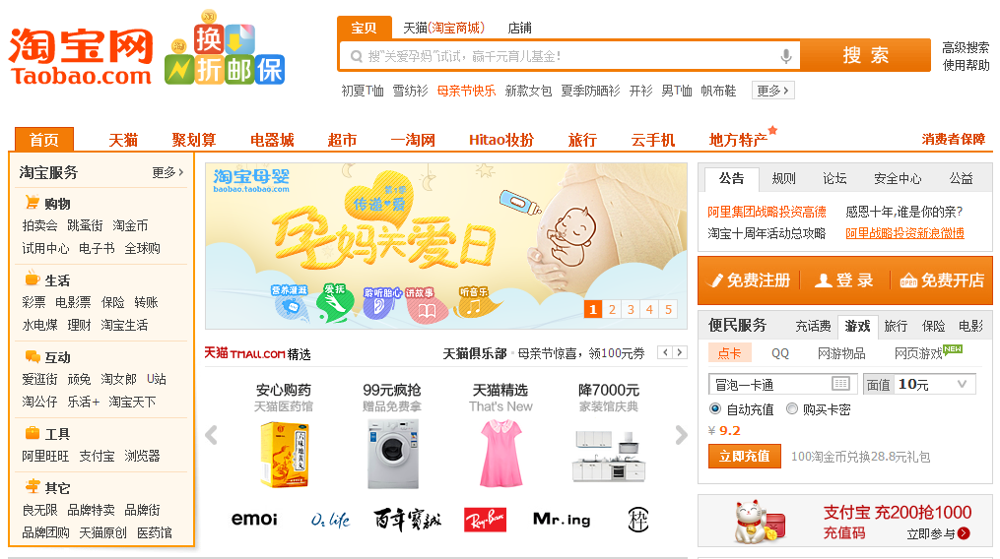 淘宝网
Taobao.com
换
折邮保
宝贝 天猫(淘宝商城) 店铺
搜"关爱孕妈"试试，赢千元育儿基金!
搜 索
高级搜索
使用帮助
初夏T恤 雪纺衫 母亲节快乐 新款女包 夏季防晒衫 开衫 男T恤 帆布鞋 更多>
首页 天猫 聚划算 电器城 超市 一淘网 Hitao妆扮 旅行 云手机 地方特产 消费者保障
淘宝服务 更多>
购物
拍卖会 跳蚤街 淘金币
试用中心 电子书 全球购
生活
彩票 电影票 保险 转账
水电煤 理财 淘宝生活
互动
爱逛街 顽兔 淘女郎 U站
淘公仔 乐活+ 淘宝天下
工具
阿里旺旺 支付宝 浏览器
其它
良无限 品牌特卖 品牌街
品牌团购 天猫原创 医药馆
淘宝母婴
baobao.taobao.com
第2季
传递·爱
孕妈关爱日
营养灌溉
爱抚
聆听胎心
讲故事
听音乐
1 2 3 4 5
天猫TMALL.COM精选
天猫俱乐部 · 母亲节惊喜，领100元券 < >
安心购药 99元疯抢 天猫精选 降7000元
天猫医药馆 赠品免费拿 That's New 家装馆庆典
六味地黄丸
emoi O2 life 百年宝诚 Ray-Ban Mr.ing
公告 规则 论坛 安全中心 公益
阿里集团战略投资高德 感恩十年,谁是你的亲?
淘宝十周年活动总攻略 阿里战略投资新浪微博
免费注册 登 录 OPEN 免费开店
便民服务 充话费 游戏 旅行 保险 电影
点卡 QQ 网游物品 网页游戏 NEW
冒泡一卡通 面值 10元
自动充值 购买卡密
¥ 9.2
立即充值 100淘金币兑换28.8元礼包
支付宝 充200抢1000
充值码 立即参与